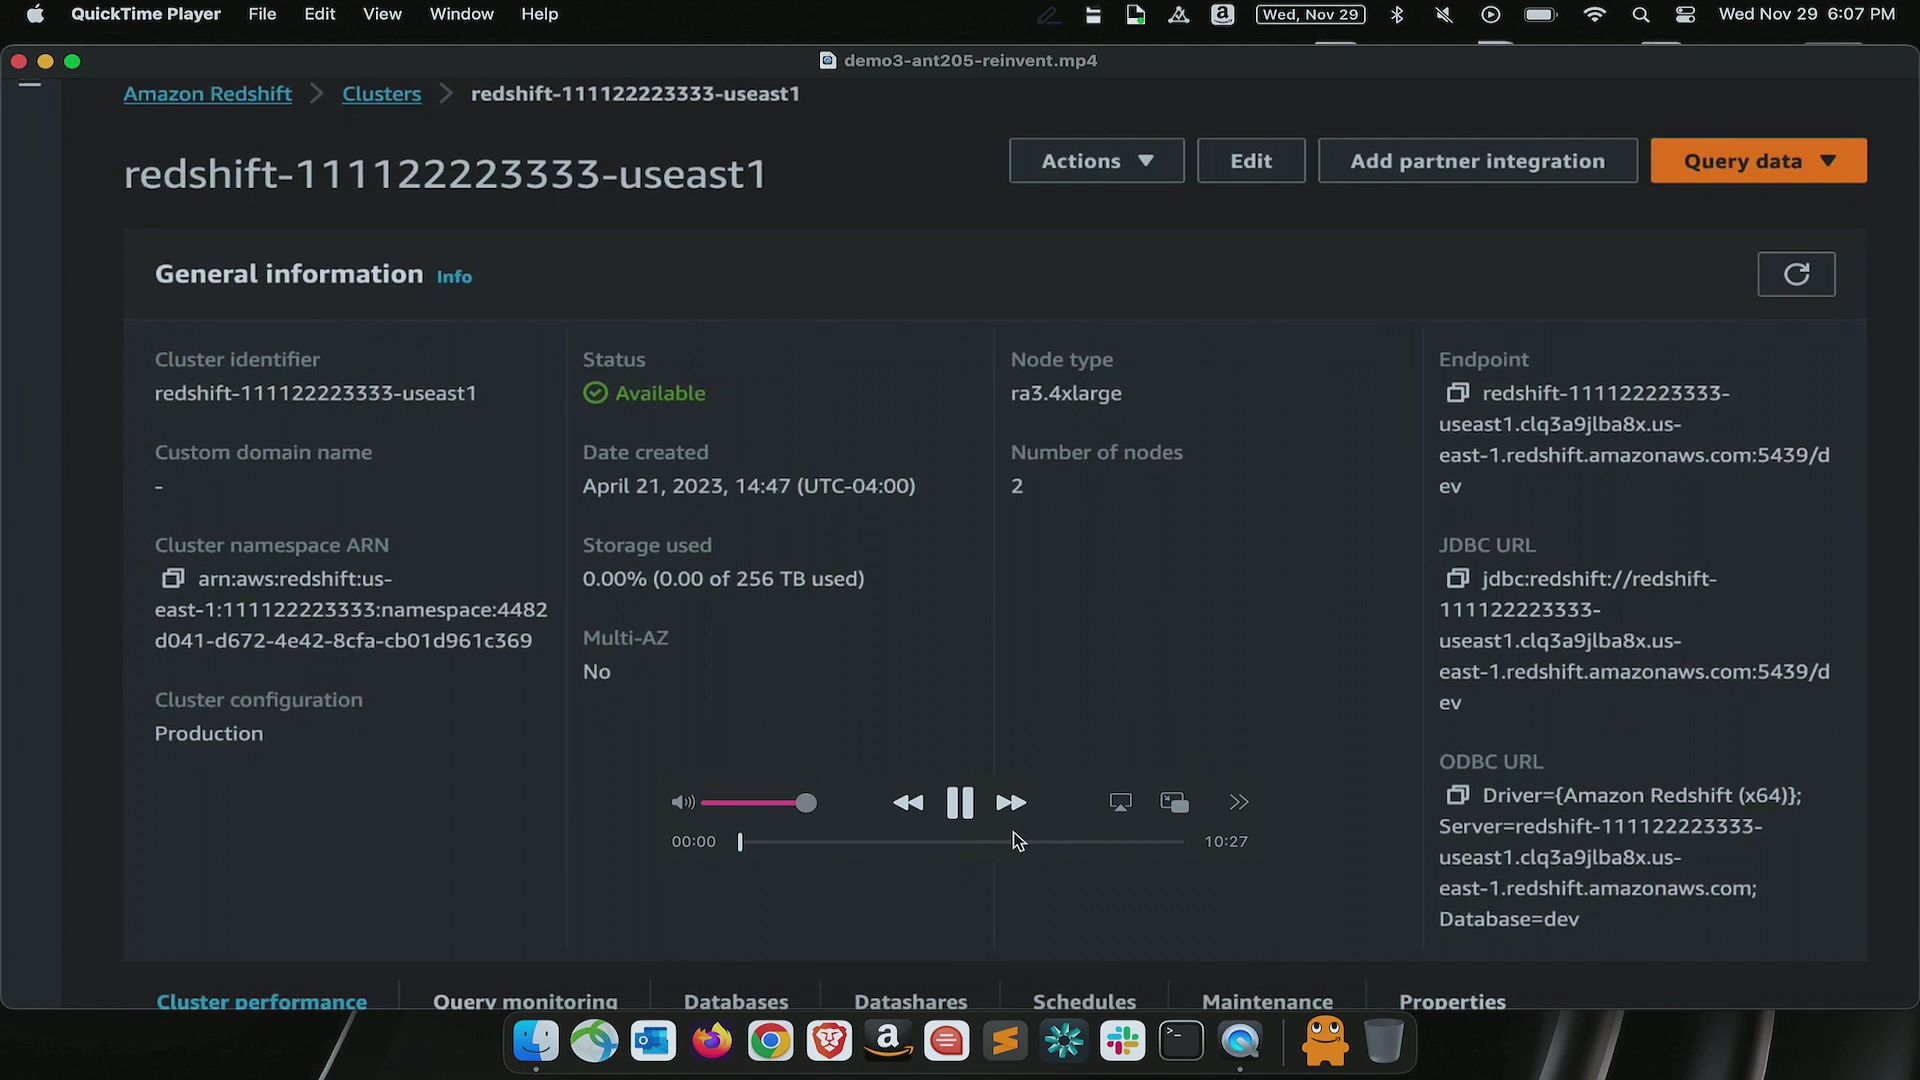 QuickTime Player File Edit View Window Help Wed, Nov 29 Wed Nov 29 6:07 PM
demo3-ant205-reinvent.mp4
Amazon Redshift > Clusters > redshift-111122223333-useast1
redshift-111122223333-useast1
Actions Edit Add partner integration Query data
General information Info
Cluster identifier
redshift-111122223333-useast1
Custom domain name
-
Cluster namespace ARN
arn:aws:redshift:us-
east-1:111122223333:namespace:4482
d041-d672-4e42-8cfa-cb01d961c369
Cluster configuration
Production
Status
Available
Date created
April 21, 2023, 14:47 (UTC-04:00)
Storage used
0.00% (0.00 of 256 TB used)
Multi-AZ
No
Node type
ra3.4xlarge
Number of nodes
2
Endpoint
redshift-111122223333-
useast1.clq3a9jlba8x.us-
east-1.redshift.amazonaws.com:5439/d
ev
JDBC URL
jdbc:redshift://redshift-
111122223333-
useast1.clq3a9jlba8x.us-
east-1.redshift.amazonaws.com:5439/d
ev
ODBC URL
Driver={Amazon Redshift (x64)};
Server=redshift-111122223333-
useast1.clq3a9jlba8x.us-
east-1.redshift.amazonaws.com;
Database=dev
00:00 10:27
Cluster performance Query monitoring Databases Datashares Schedules Maintenance Properties